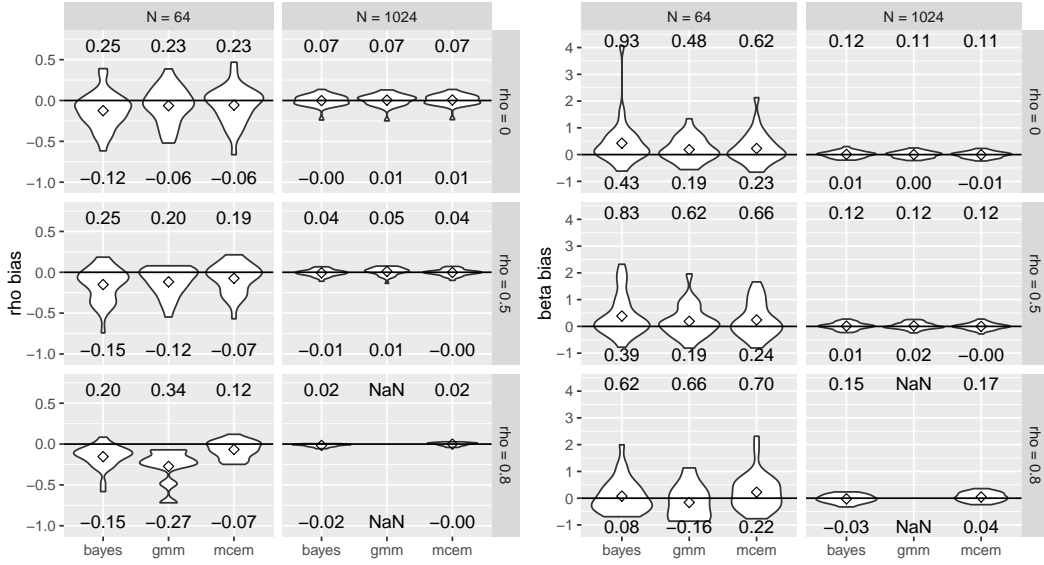 N = 64 N = 1024
0.25 0.23 0.23 0.07 0.07 0.07
0.5
0.0
−0.5
−1.0
−0.12 −0.06 −0.06 −0.00 0.01 0.01
rho = 0
0.25 0.20 0.19 0.04 0.05 0.04
0.5
0.0
−0.5
−1.0
−0.15 −0.12 −0.07 −0.01 0.01 −0.00
rho = 0.5
rho bias
0.20 0.34 0.12 0.02 NaN 0.02
0.5
0.0
−0.5
−1.0
−0.15 −0.27 −0.07 −0.02 NaN −0.00
rho = 0.8
bayes gmm mcem bayes gmm mcem
N = 64 N = 1024
0.93 0.48 0.62 0.12 0.11 0.11
4
3
2
1
0
−1
0.43 0.19 0.23 0.01 0.00 −0.01
rho = 0
0.83 0.62 0.66 0.12 0.12 0.12
4
3
2
1
0
−1
0.39 0.19 0.24 0.01 0.02 −0.00
rho = 0.5
beta bias
0.62 0.66 0.70 0.15 NaN 0.17
4
3
2
1
0
−1
0.08 −0.16 0.22 −0.03 NaN 0.04
rho = 0.8
bayes gmm mcem bayes gmm mcem